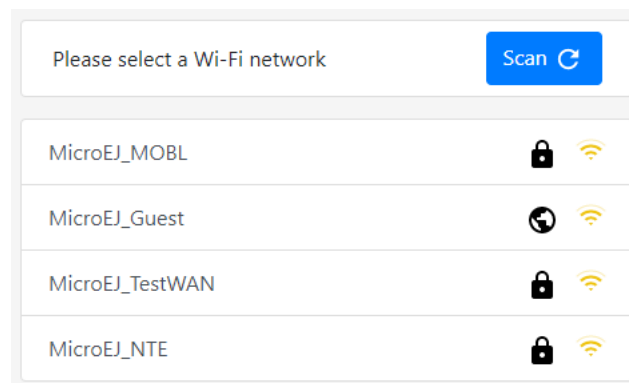 Please select a Wi-Fi network
Scan
MicroEJ_MOBL
MicroEJ_Guest
MicroEJ_TestWAN
MicroEJ_NTE